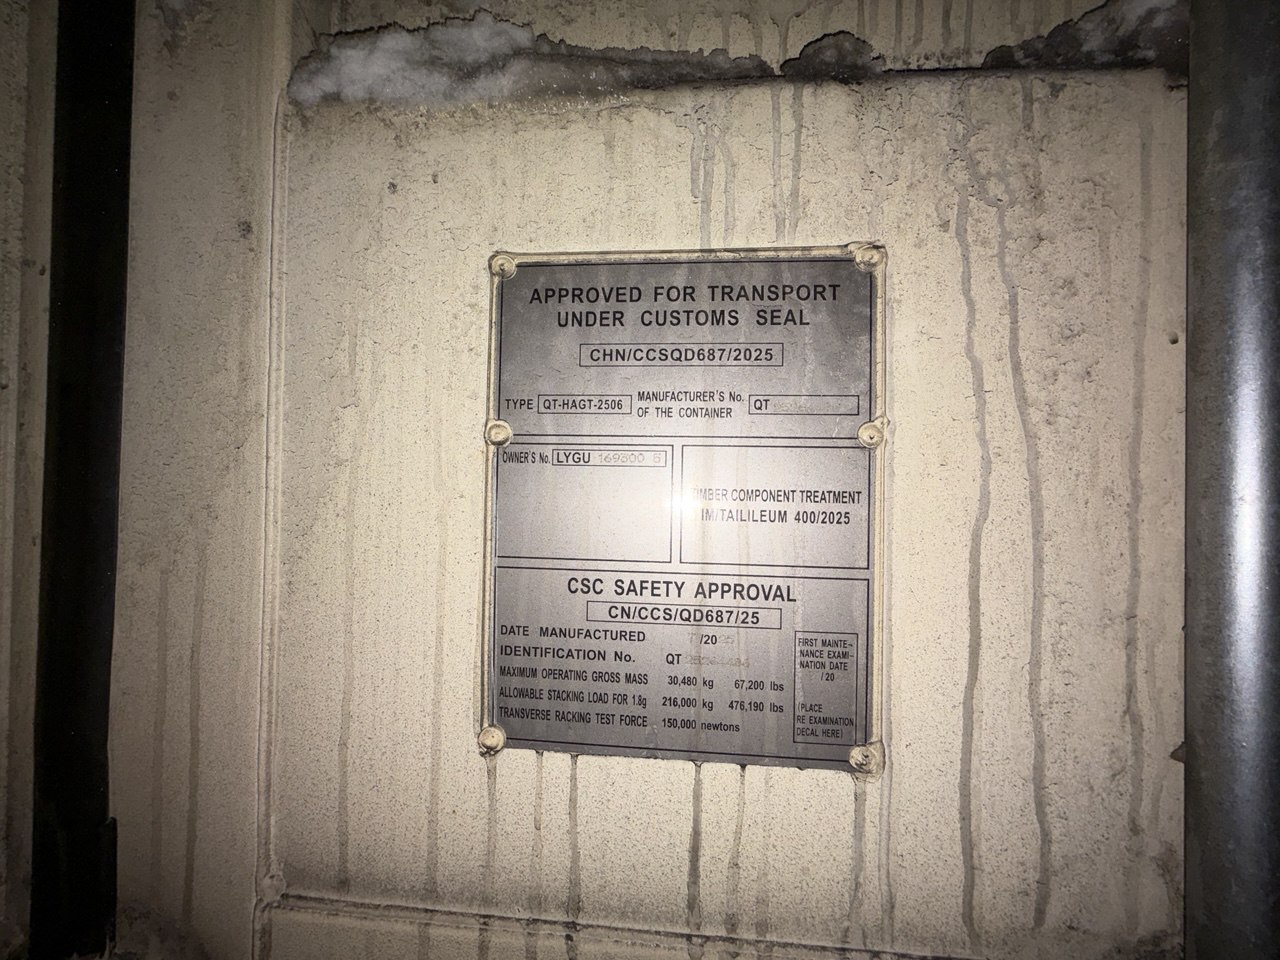 APPROVED FOR TRANSPORT
UNDER CUSTOMS SEAL
CHN/CCSQD687/2025
TYPE QT-HAGT-2506 MANUFACTURER'S No. OF THE CONTAINER QT
OWNER'S No. LYGU 169300 5
COMPONENT TREATMENT
IM/TAILILEUM 400/2025
CSC SAFETY APPROVAL
CN/CCS/QD687/25
DATE MANUFACTURED /20
IDENTIFICATION No. QT
MAXIMUM OPERATING GROSS MASS 30,480 kg 67,200 lbs
ALLOWABLE STACKING LOAD FOR 1.8g 216,000 kg 476,190 lbs
TRANSVERSE RACKING TEST FORCE 150,000 newtons
FIRST MAINTE-
NANCE EXAMI-
NATION DATE
/20
(PLACE
RE EXAMINATION
DECAL HERE)